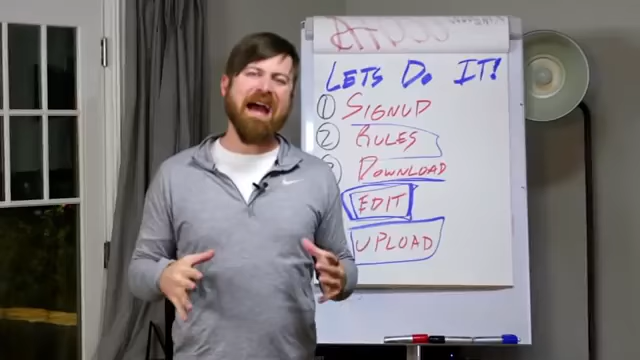 LETS DO IT!
1 SIGNUP
2 RULES
3 DOWNLOAD
EDIT
UPLOAD